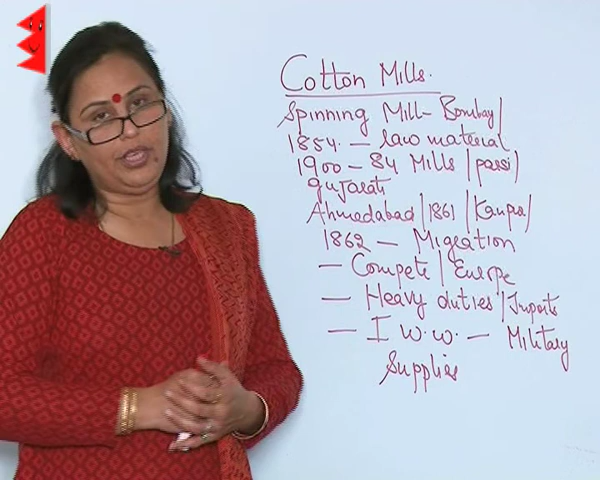 Cotton Mills.
Spinning Mill - Bombay/
1854. - Raw material
1900 - 84 Mills / parsi /
gujarati
Ahmedabad / 1861 / Kanpur /
1862 - Migration
- Compete / Europe
- Heavy duties / Imports
- I W.W. - Military
Supplies